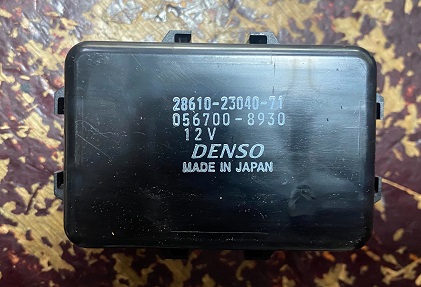 28610-23040-71
056700-8930
12V
DENSO
MADE IN JAPAN